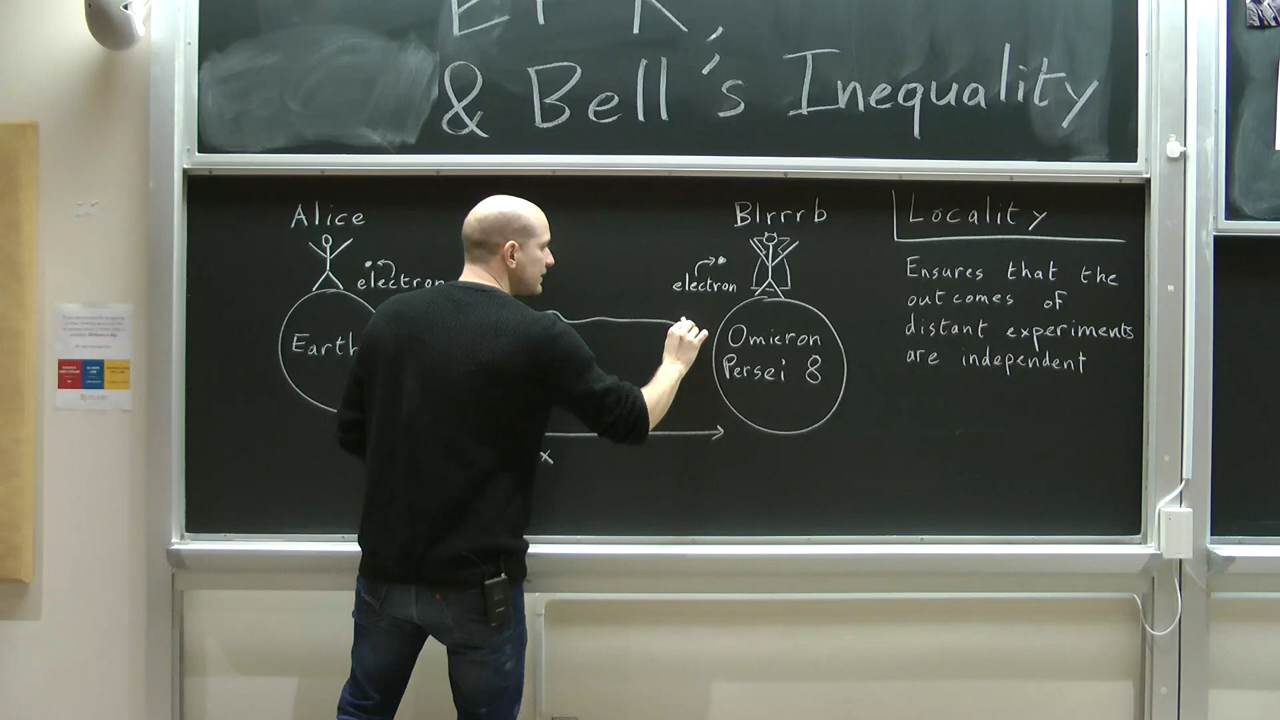 EPR,
& Bell's Inequality
Alice
electron
Earth
x
Blrrrb
electron
Omicron
Persei 8
Locality
Ensures that the
outcomes of
distant experiments
are independent